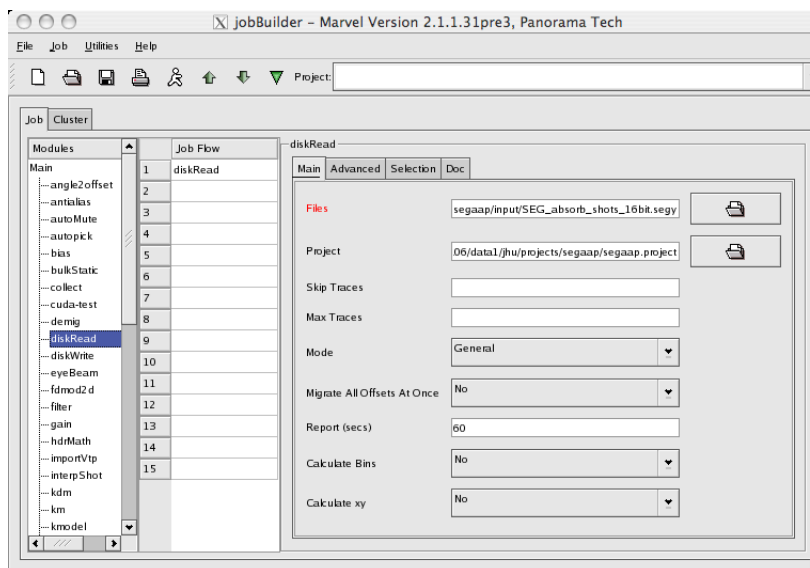 jobBuilder - Marvel Version 2.1.1.31pre3, Panorama Tech
File Job Utilities Help
Project:
Job Cluster
Modules
Main
angle2offset
antialias
autoMute
autopick
bias
bulkStatic
collect
cuda-test
demig
diskRead
diskWrite
eyeBeam
fdmod2d
filter
gain
hdrMath
importVtp
interpShot
kdm
km
kmodel
Job Flow
1 diskRead
2
3
4
5
6
7
8
9
10
11
12
13
14
15
diskRead
Main Advanced Selection Doc
Files segaap/input/SEG_absorb_shots_16bit.segy
Project 06/data1/jhu/projects/segaap/segaap.project
Skip Traces
Max Traces
Mode General
Migrate All Offsets At Once No
Report (secs) 60
Calculate Bins No
Calculate xy No